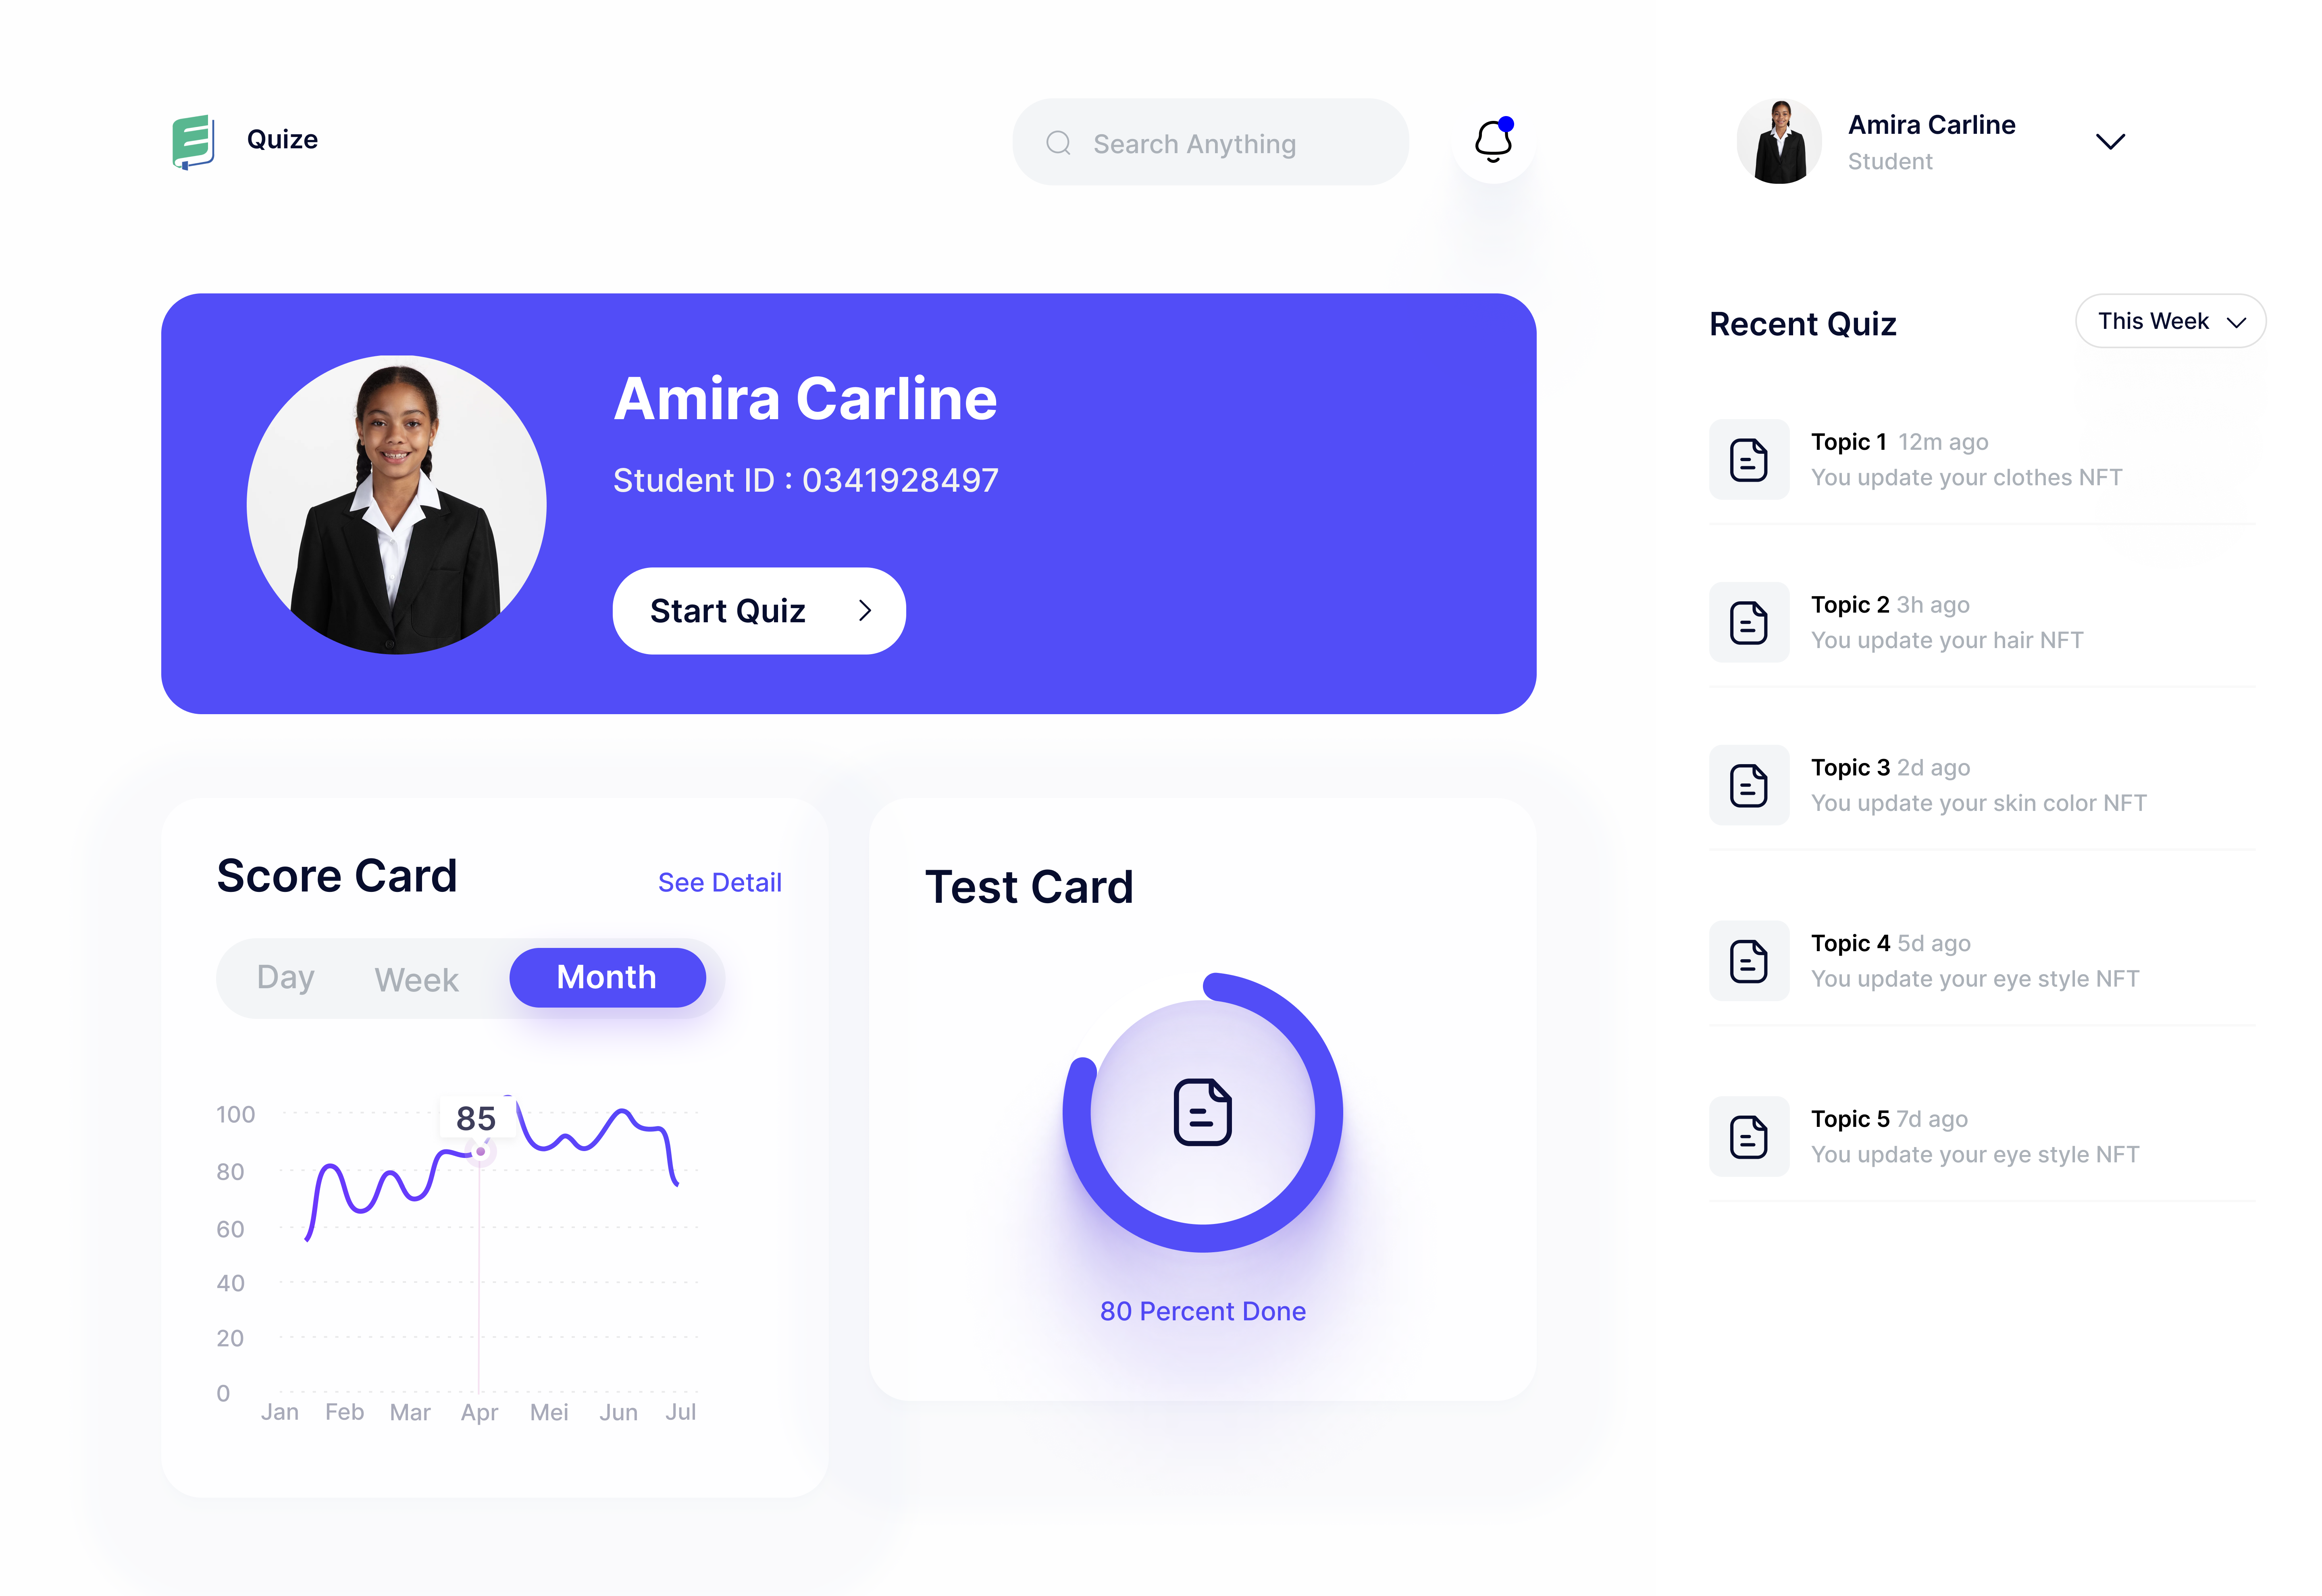 Quize
Search Anything
Amira Carline
Student
Amira Carline
Student ID : 0341928497
Start Quiz
Recent Quiz
This Week
Topic 1 12m ago
You update your clothes NFT
Topic 2 3h ago
You update your hair NFT
Topic 3 2d ago
You update your skin color NFT
Topic 4 5d ago
You update your eye style NFT
Topic 5 7d ago
You update your eye style NFT
Score Card
See Detail
Day Week Month
85
100
80
60
40
20
0
Jan Feb Mar Apr Mei Jun Jul
Test Card
80 Percent Done